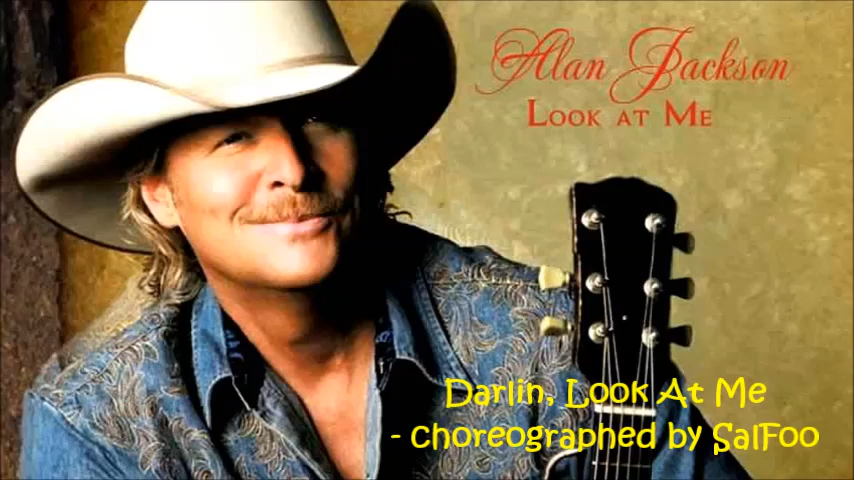 Alan Jackson
Look at Me
Darlin, Look At Me
- choreographed by SalFoo